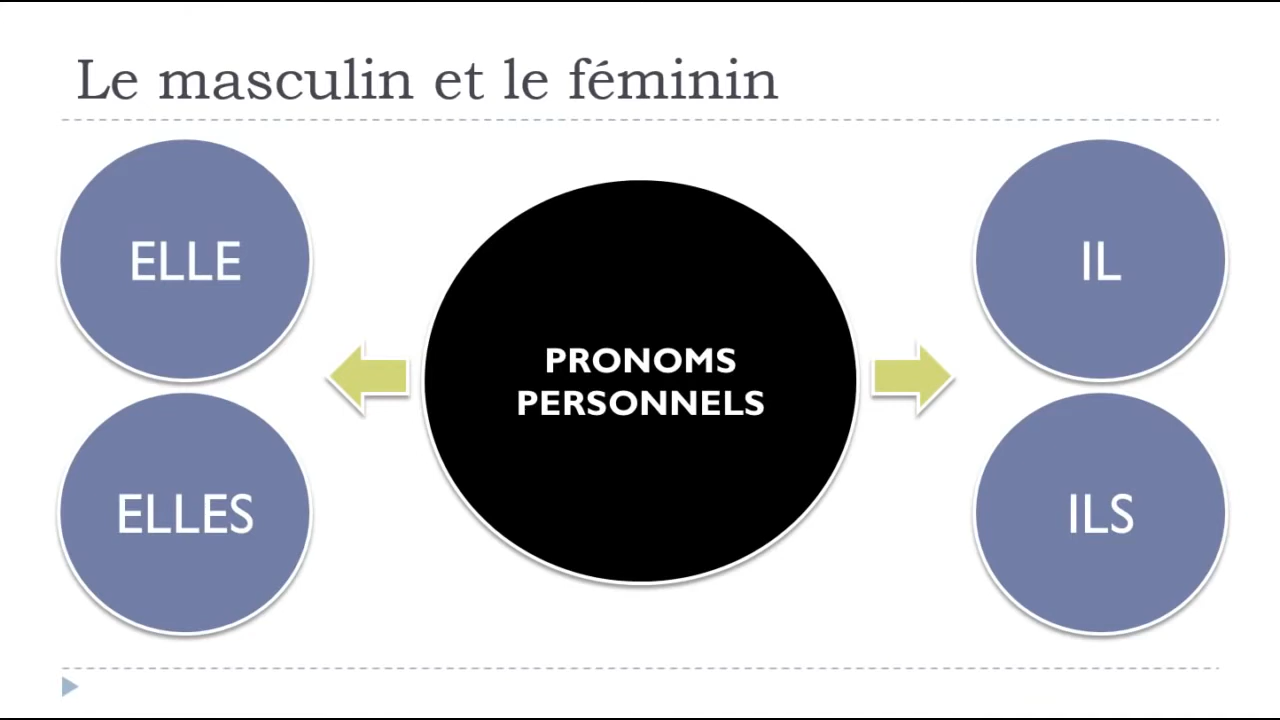 Le masculin et le féminin
ELLE
IL
PRONOMS
PERSONNELS
ELLES
ILS